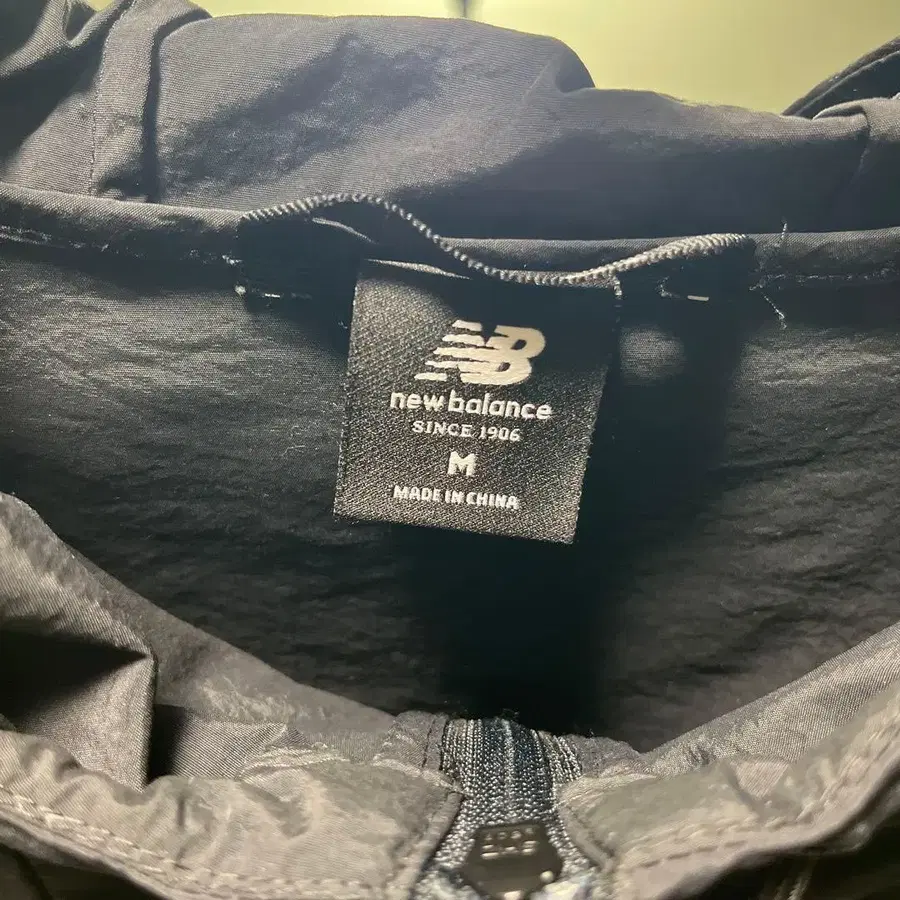 NB
new balance
SINCE 1906
M
MADE IN CHINA